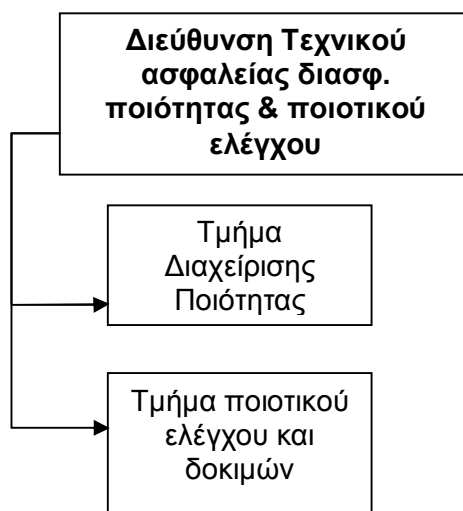 Διεύθυνση Τεχνικού
ασφαλείας διασφ.
ποιότητας & ποιοτικού
ελέγχου
Τμήμα
Διαχείρισης
Ποιότητας
Τμήμα ποιοτικού
ελέγχου και
δοκιμών